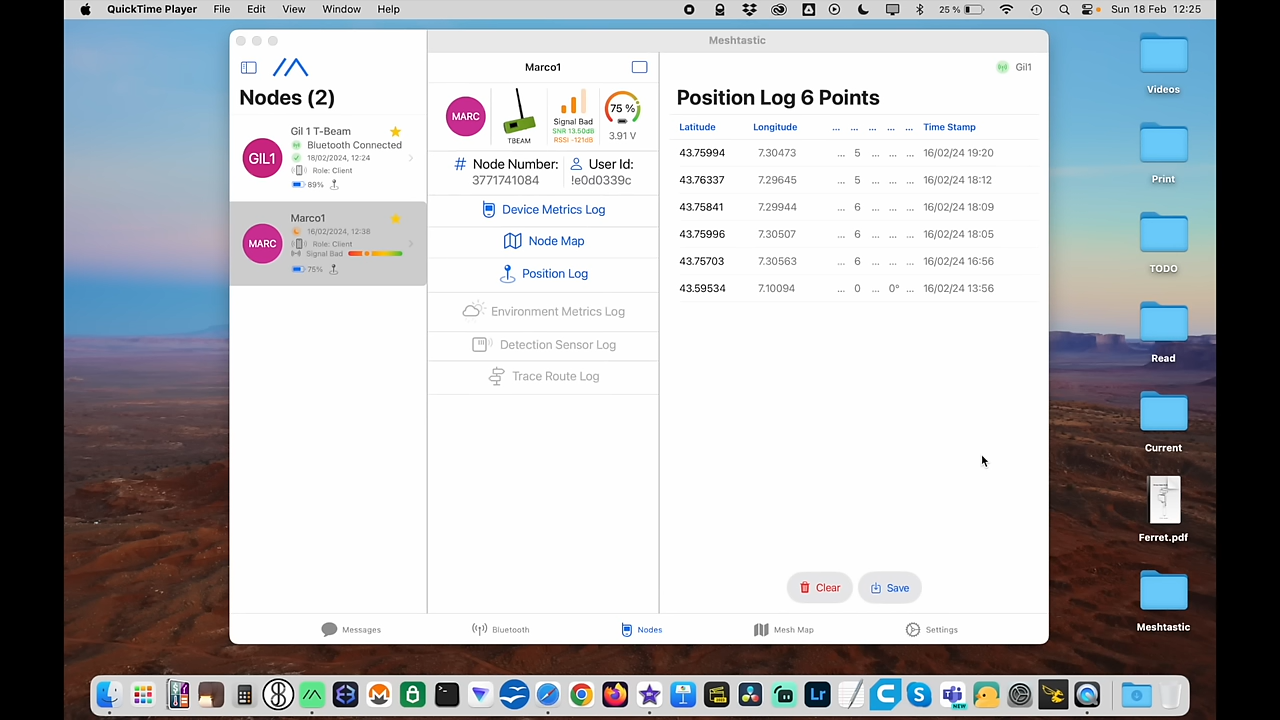 QuickTime Player File Edit View Window Help 25 % Sun 18 Feb 12:25
Meshtastic
Nodes (2)
GIL1
Gil 1 T-Beam
Bluetooth Connected
18/02/2024, 12:24
Role: Client
89%
MARC
Marco1
16/02/2024, 12:38
Role: Client
Signal Bad
75%
Marco1
MARC
TBEAM
Signal Bad
SNR 13.50dB
RSSI -121dB
75 %
3.91 V
Node Number:
3771741084
User Id:
!e0d0339c
Device Metrics Log
Node Map
Position Log
Environment Metrics Log
Detection Sensor Log
Trace Route Log
Gil1
Position Log 6 Points
Latitude Longitude ... ... ... ... ... Time Stamp
43.75994 7.30473 ... 5 ... ... ... 16/02/24 19:20
43.76337 7.29645 ... 5 ... ... ... 16/02/24 18:12
43.75841 7.29944 ... 6 ... ... ... 16/02/24 18:09
43.75996 7.30507 ... 6 ... ... ... 16/02/24 18:05
43.75703 7.30563 ... 6 ... ... ... 16/02/24 16:56
43.59534 7.10094 ... 0 ... 0° ... 16/02/24 13:56
Clear Save
Messages Bluetooth Nodes Mesh Map Settings
Videos
Print
TODO
Read
Current
Ferret.pdf
Meshtastic
Lr
NEW